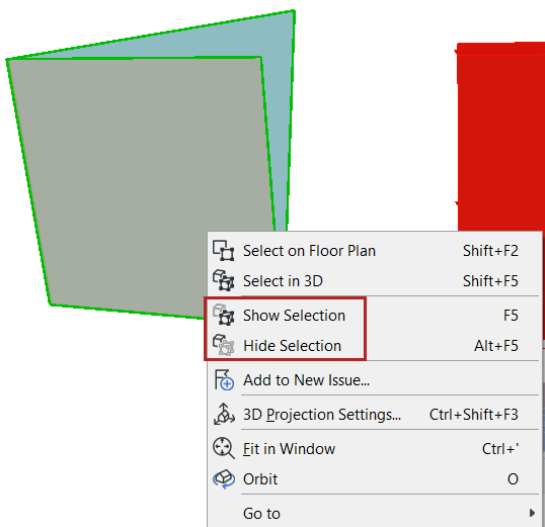 Select on Floor Plan Shift+F2
Select in 3D Shift+F5
Show Selection F5
Hide Selection Alt+F5
Add to New Issue...
3D Projection Settings... Ctrl+Shift+F3
Fit in Window Ctrl+'
Orbit O
Go to